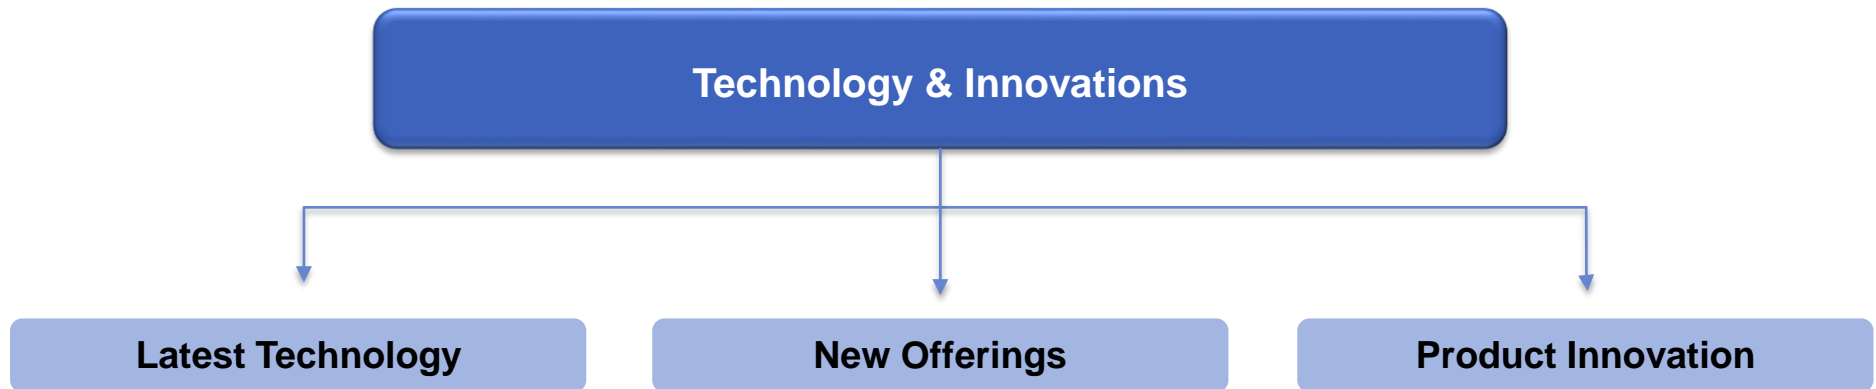 Technology & Innovations
Latest Technology
New Offerings
Product Innovation